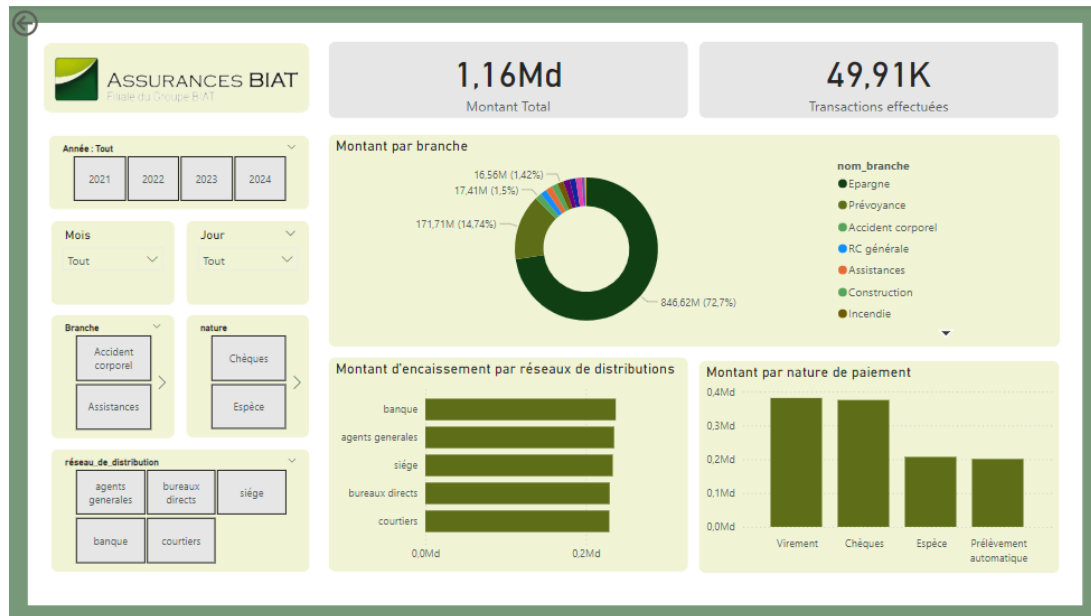 ASSURANCES BIAT
Filiale du Groupe BIAT
1,16Md
Montant Total
49,91K
Transactions effectuées
Année : Tout
2021
2022
2023
2024
Mois
Tout
Jour
Tout
Branche
Accident
corporel
Assistances
nature
Chèques
Espèce
réseau_de_distribution
agents
generales
bureaux
directs
siége
banque
courtiers
Montant par branche
16,56M (1,42%)
17,41M (1,5%)
171,71M (14,74%)
846,62M (72,7%)
nom_branche
Epargne
Prévoyance
Accident corporel
RC générale
Assistances
Construction
Incendie
Montant d'encaissement par réseaux de distributions
banque
agents generales
siége
bureaux directs
courtiers
0,0Md
0,2Md
Montant par nature de paiement
0,4Md
0,3Md
0,2Md
0,1Md
0,0Md
Virement
Chèques
Espèce
Prélèvement
automatique